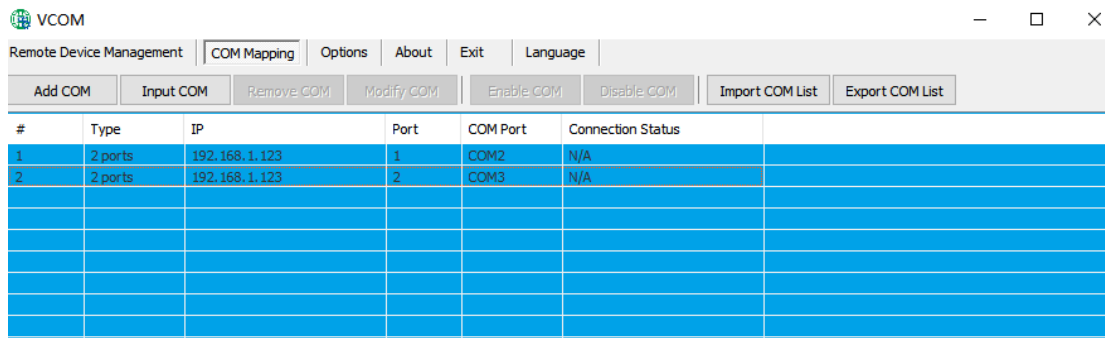 VCOM
Remote Device Management COM Mapping Options About Exit Language
Add COM Input COM Remove COM Modify COM Enable COM Disable COM Import COM List Export COM List
# Type IP Port COM Port Connection Status
1 2 ports 192.168.1.123 1 COM2 N/A
2 2 ports 192.168.1.123 2 COM3 N/A